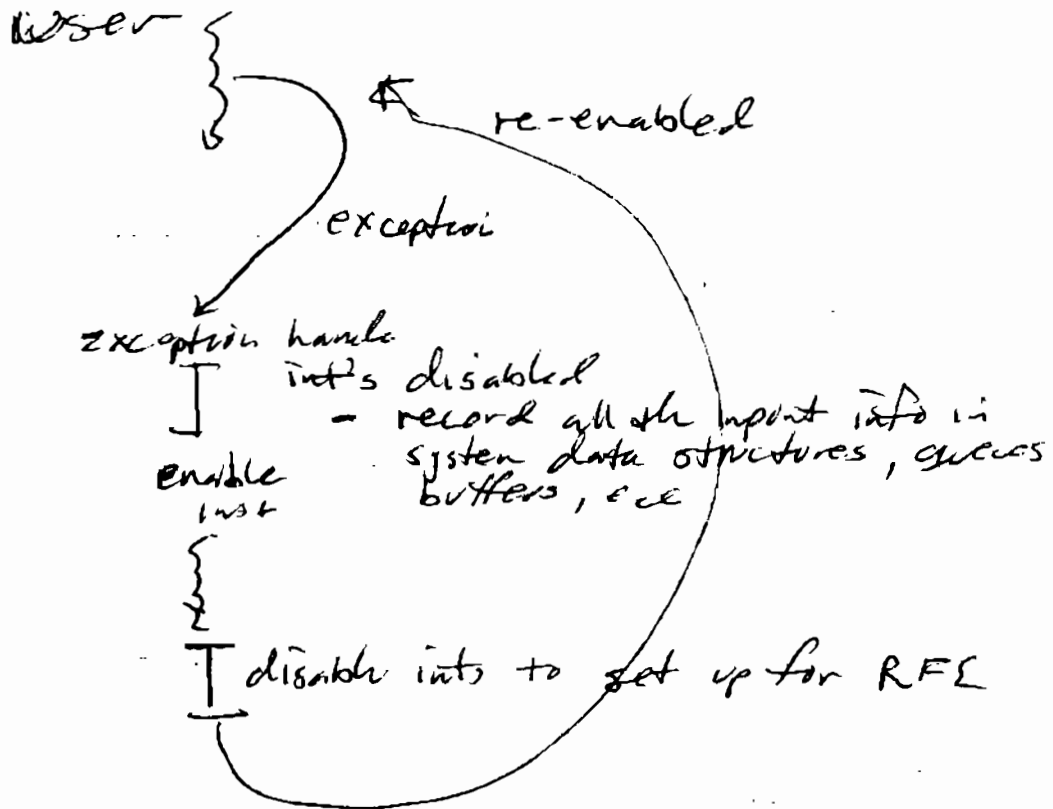 user
re-enabled
exception
exception handle
int's disabled
- record all the input info in
system data structures, queues
buffers, etc
enable
inst
disable ints to set up for RFE